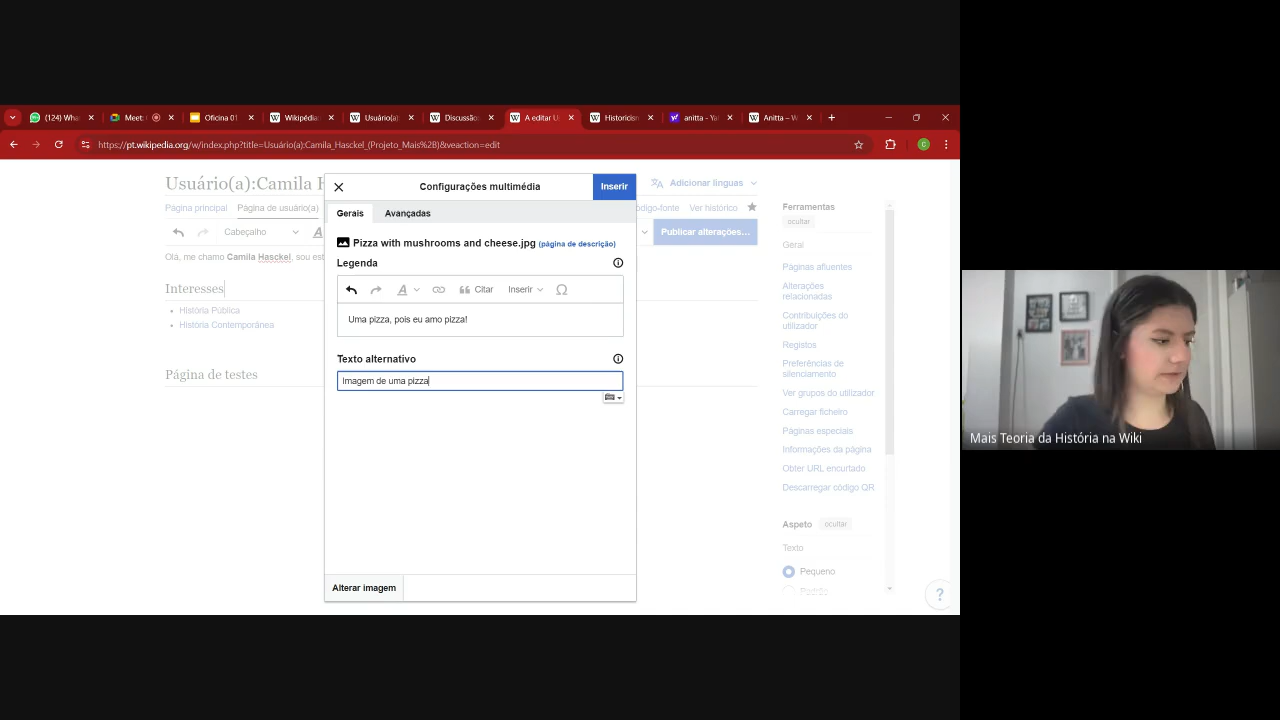 (124) Wha
Meet:
Oficina 01
Wikipédia
Usuário(a):
Discussão
A editar U
Historicism
anitta - Ya
Anitta – W
https://pt.wikipedia.org/w/index.php?title=Usuário(a):Camila_Hasckel_(Projeto_Mais%2B)&veaction=edit
Usuário(a):Camila H
Adicionar línguas
Página principal
Página de usuário(a)
código-fonte
Ver histórico
Cabeçalho
A
Publicar alterações...
Olá, me chamo Camila Hasckel, sou est
Interesses
História Pública
História Contemporânea
Página de testes
Configurações multimédia
Inserir
Gerais
Avançadas
Pizza with mushrooms and cheese.jpg (página de descrição)
Legenda
A
Citar
Inserir
Ω
Uma pizza, pois eu amo pizza!
Texto alternativo
Imagem de uma pizza
Alterar imagem
Ferramentas
ocultar
Geral
Páginas afluentes
Alterações
relacionadas
Contribuições do
utilizador
Registos
Preferências de
silenciamento
Ver grupos do utilizador
Carregar ficheiro
Páginas especiais
Informações da página
Obter URL encurtado
Descarregar código QR
Aspeto
ocultar
Texto
Pequeno
Padrão
?
Mais Teoria da História na Wiki